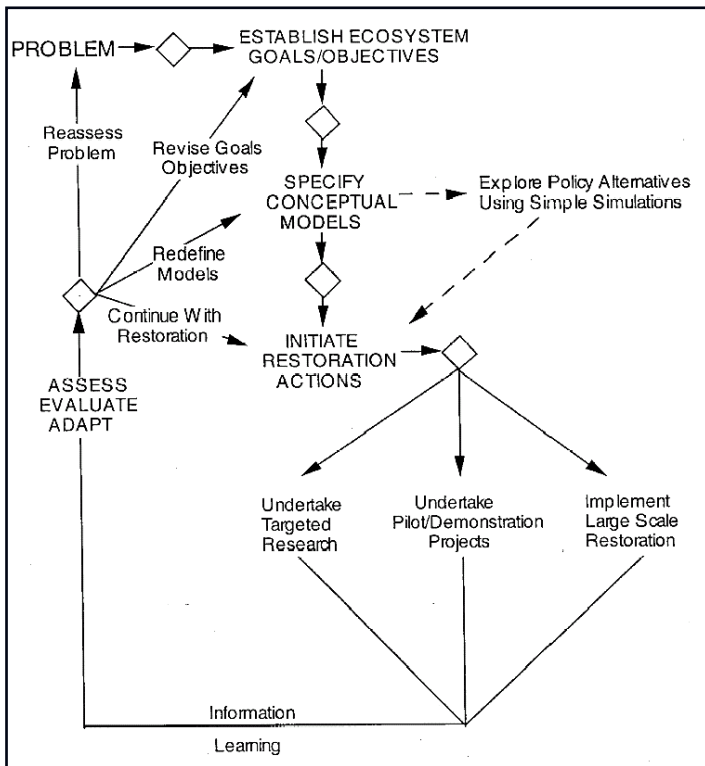 PROBLEM
ESTABLISH ECOSYSTEM
GOALS/OBJECTIVES
Reassess
Problem
Revise Goals
Objectives
SPECIFY
CONCEPTUAL
MODELS
Explore Policy Alternatives
Using Simple Simulations
Redefine
Models
Continue With
Restoration
INITIATE
RESTORATION
ACTIONS
ASSESS
EVALUATE
ADAPT
Undertake
Targeted
Research
Undertake
Pilot/Demonstration
Projects
Implement
Large Scale
Restoration
Information
Learning